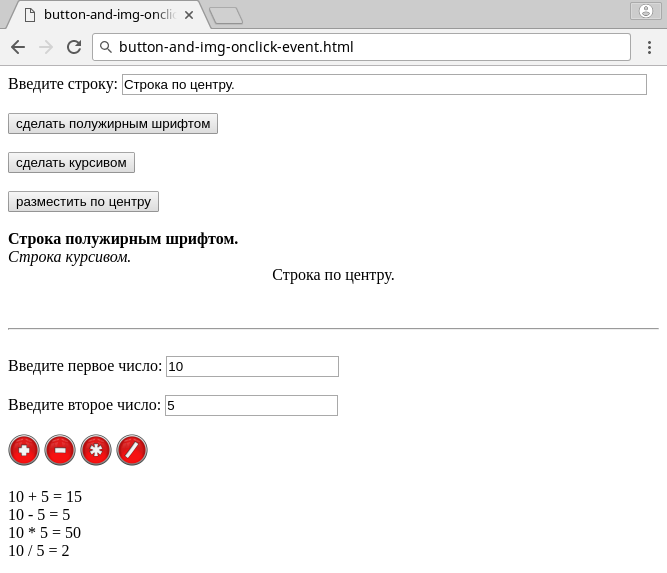 button-and-img-onclic
button-and-img-onclick-event.html
Введите строку: Строка по центру.
сделать полужирным шрифтом
сделать курсивом
разместить по центру
Строка полужирным шрифтом.
Строка курсивом.
Строка по центру.
Введите первое число: 10
Введите второе число: 5
+ - * /
10 + 5 = 15
10 - 5 = 5
10 * 5 = 50
10 / 5 = 2